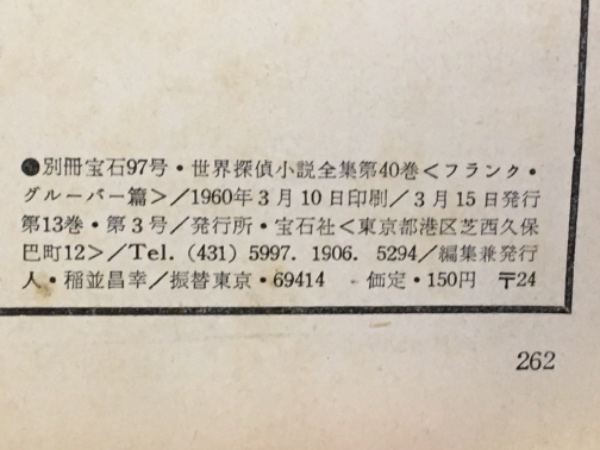 ●別冊宝石97号・世界探偵小説全集第40巻<フランク・
グルーバー篇>/1960年3月10日印刷/3月15日発行
第13巻・第3号/発行所・宝石社<東京都港区芝西久保
巴町12>/Tel. (431) 5997. 1906. 5294/編集兼発行
人・稲並昌幸/振替東京・69414 - 価定・150円 〒24
262